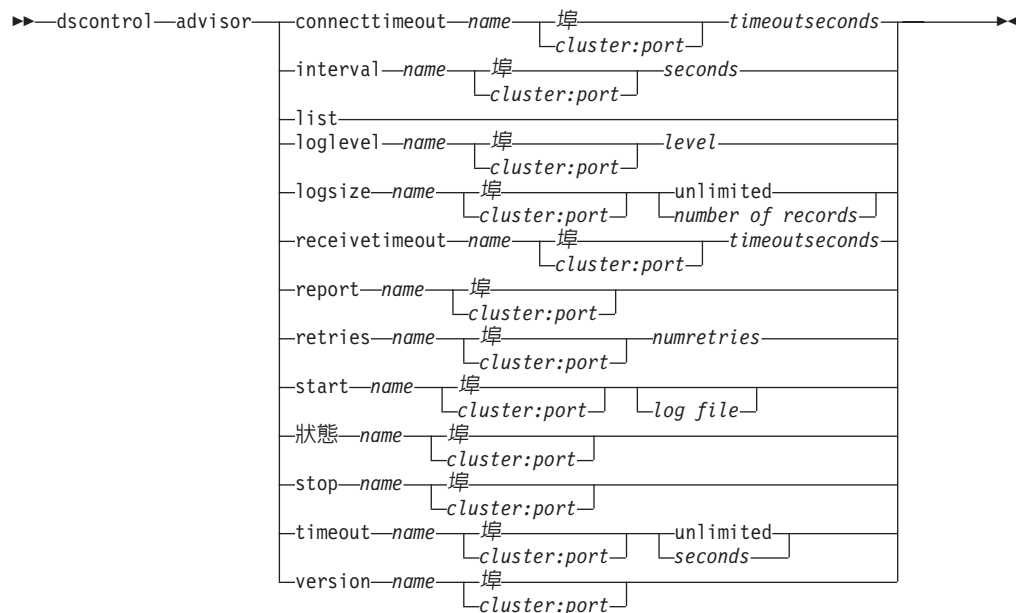 dscontrol advisor connecttimeout name 埠 timeoutseconds
cluster:port
interval name 埠 seconds
cluster:port
list
loglevel name 埠 level
cluster:port
logsize name 埠 unlimited
cluster:port number of records
receivetimeout name 埠 timeoutseconds
cluster:port
report name 埠
cluster:port
retries name 埠 numretries
cluster:port
start name 埠
cluster:port log file
狀態 name 埠
cluster:port
stop name 埠
cluster:port
timeout name 埠 unlimited
cluster:port seconds
version name 埠
cluster:port